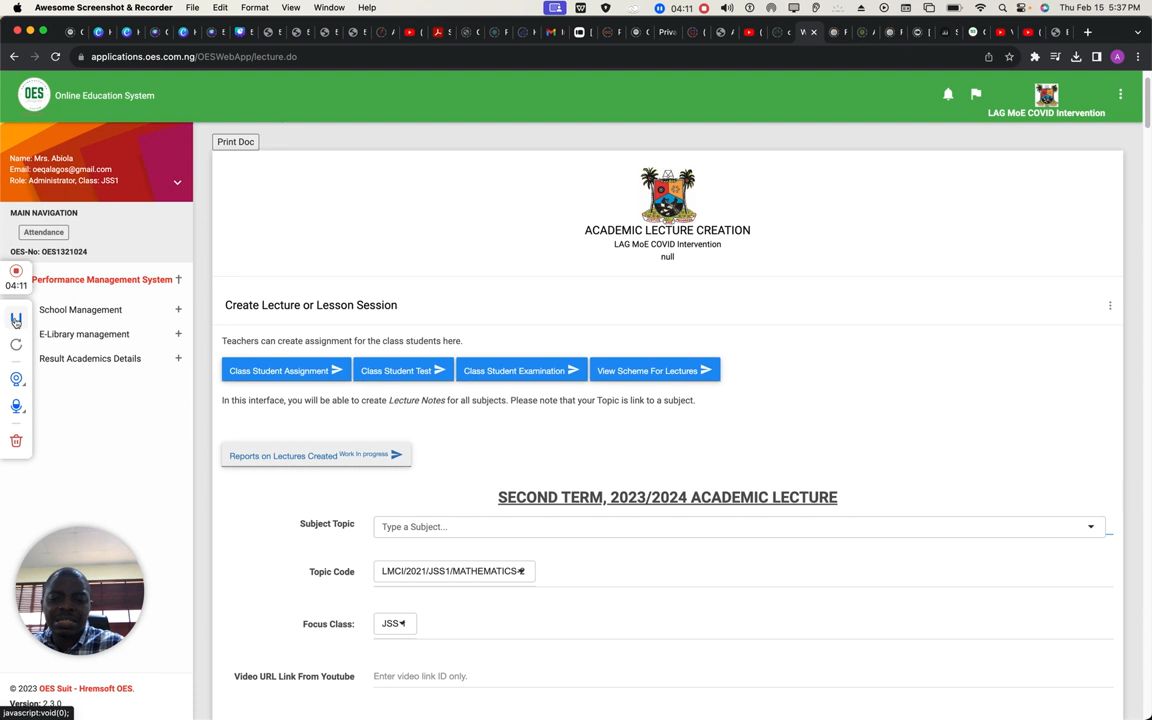 Awesome Screenshot & Recorder File Edit Format View Window Help 04:11 Thu Feb 15 5:37 PM
applications.oes.com.ng/OESWebApp/lecture.do
OES Online Education System
LAG MoE COVID Intervention
Print Doc
Name: Mrs. Abiola
Email: oeqalagos@gmail.com
Role: Administrator, Class: JSS1
MAIN NAVIGATION
Attendance
OES-No: OES1321024
04:11
Performance Management System
School Management +
E-Library management +
Result Academics Details +
© 2023 OES Suit - Hremsoft OES.
Version: 2.3.0
javascript:void(0);
ACADEMIC LECTURE CREATION
LAG MoE COVID Intervention
null
Create Lecture or Lesson Session
Teachers can create assignment for the class students here.
Class Student Assignment Class Student Test Class Student Examination View Scheme For Lectures
In this interface, you will be able to create Lecture Notes for all subjects. Please note that your Topic is link to a subject.
Reports on Lectures Created Work In progress
SECOND TERM, 2023/2024 ACADEMIC LECTURE
Subject Topic Type a Subject...
Topic Code LMCI/2021/JSS1/MATHEMATICS-2
Focus Class: JSS
Video URL Link From Youtube Enter video link ID only.